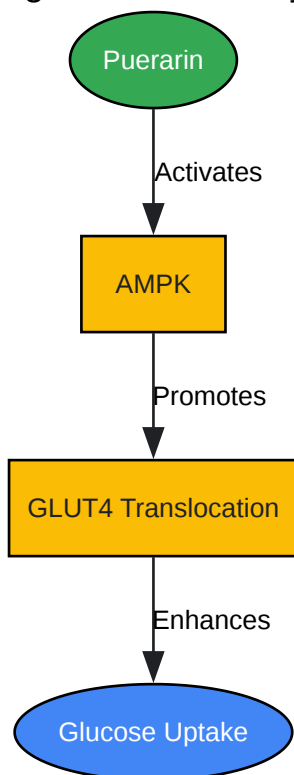 Puerarin
Activates
AMPK
Promotes
GLUT4 Translocation
Enhances
Glucose Uptake